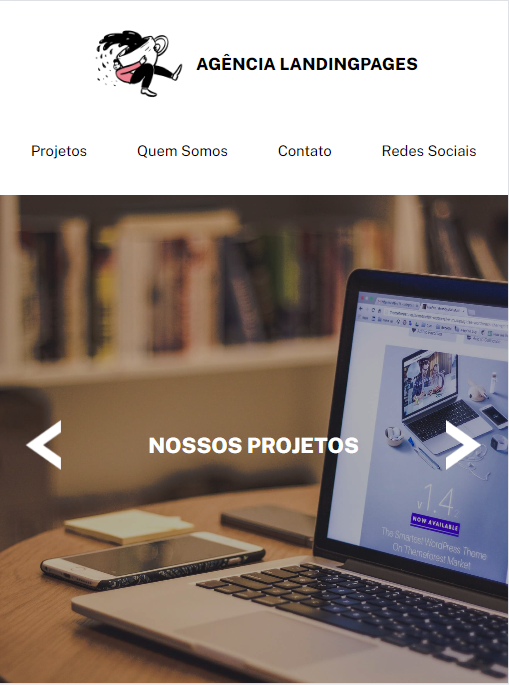 AGÊNCIA LANDINGPAGES
Projetos Quem Somos Contato Redes Sociais
NOSSOS PROJETOS
1.4
NOW AVAILABLE
The Smartest WordPress Theme
On Themeforest Market